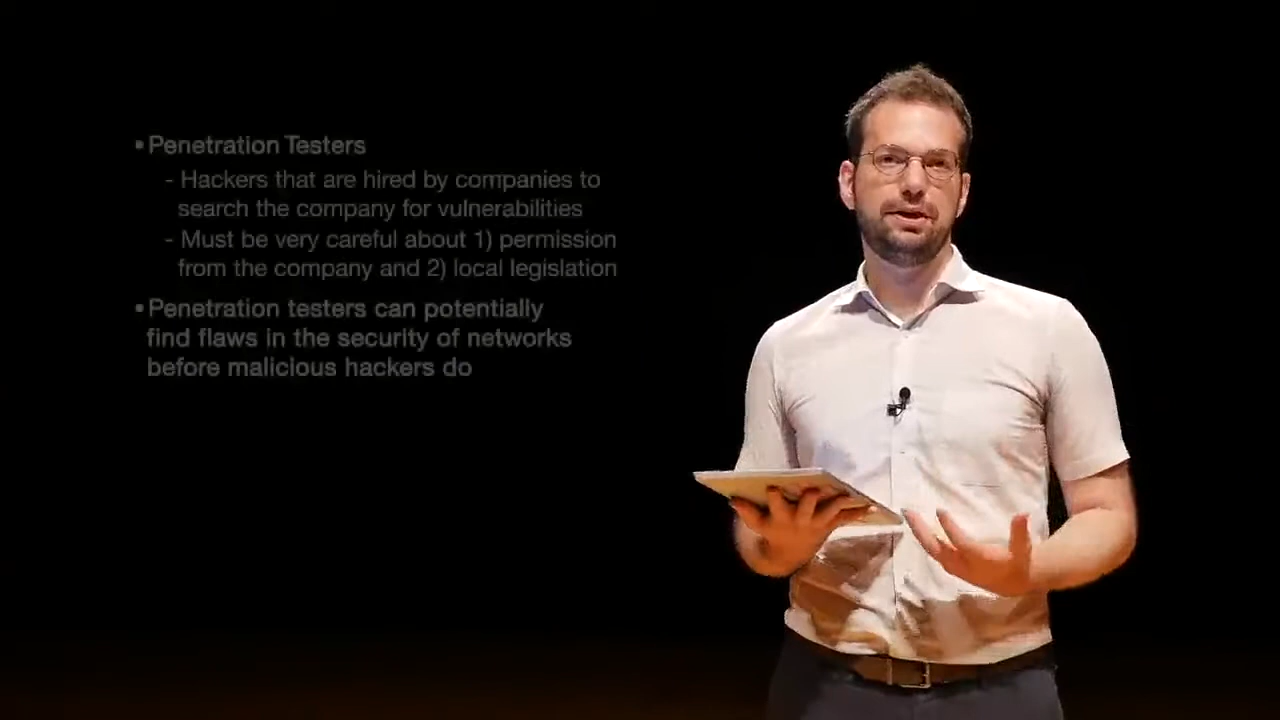 ▪ Penetration Testers
- Hackers that are hired by companies to
search the company for vulnerabilities
- Must be very careful about 1) permission
from the company and 2) local legislation
▪ Penetration testers can potentially
find flaws in the security of networks
before malicious hackers do